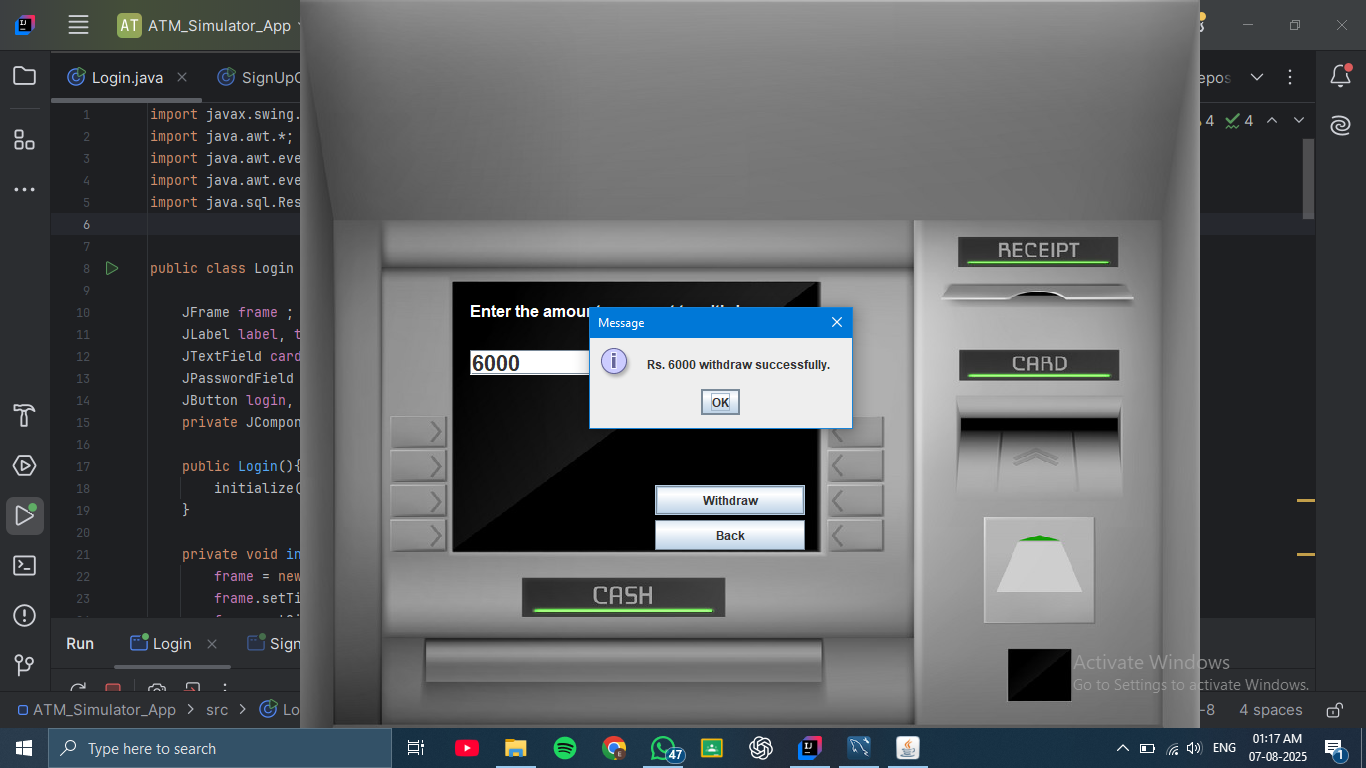 AT ATM_Simulator_App
Login.java
SignUpC
epos
4 4
1 import javax.swing.
2 import java.awt.*;
3 import java.awt.eve
4 import java.awt.eve
5 import java.sql.Res
6
7
8 public class Login
9
10 JFrame frame ;
11 JLabel label, t
12 JTextField card
13 JPasswordField
14 JButton login,
15 private JCompon
16
17 public Login(){
18 initialize(
19 }
20
21 private void in
22 frame = new
23 frame.setTi
Run Login Sign
ATM_Simulator_App > src > Lo
-8 4 spaces
RECEIPT
CARD
Enter the amou
6000
Message
Rs. 6000 withdraw successfully.
OK
Withdraw
Back
CASH
Activate Windows
Go to Settings to activate Windows.
Type here to search
47
ENG
01:17 AM
07-08-2025
1